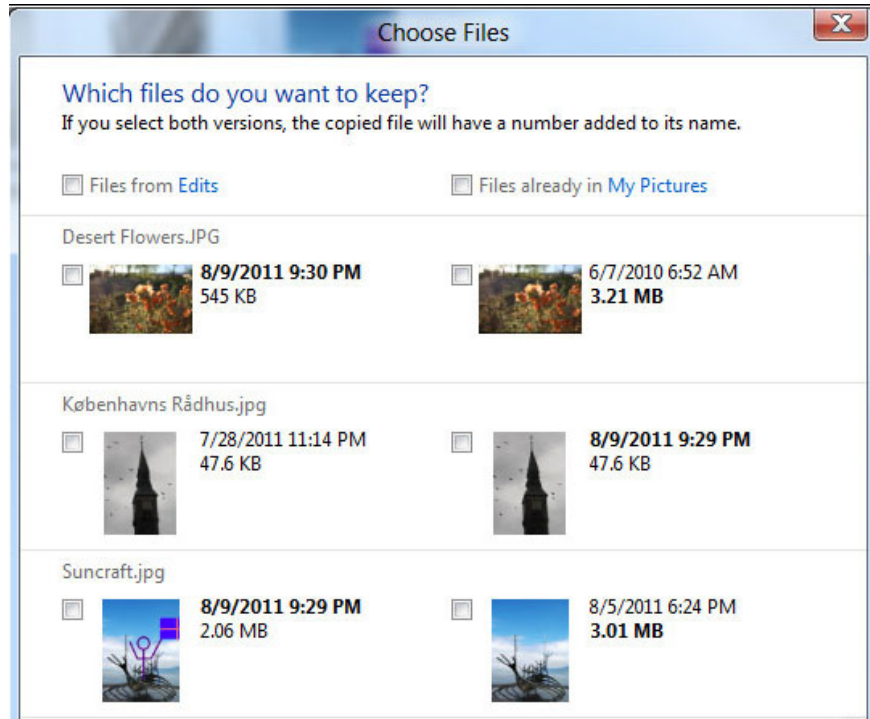 Choose Files
X
Which files do you want to keep?
If you select both versions, the copied file will have a number added to its name.
Files from Edits
Files already in My Pictures
Desert Flowers.JPG
8/9/2011 9:30 PM
545 KB
6/7/2010 6:52 AM
3.21 MB
Københavns Rådhus.jpg
7/28/2011 11:14 PM
47.6 KB
8/9/2011 9:29 PM
47.6 KB
Suncraft.jpg
8/9/2011 9:29 PM
2.06 MB
8/5/2011 6:24 PM
3.01 MB